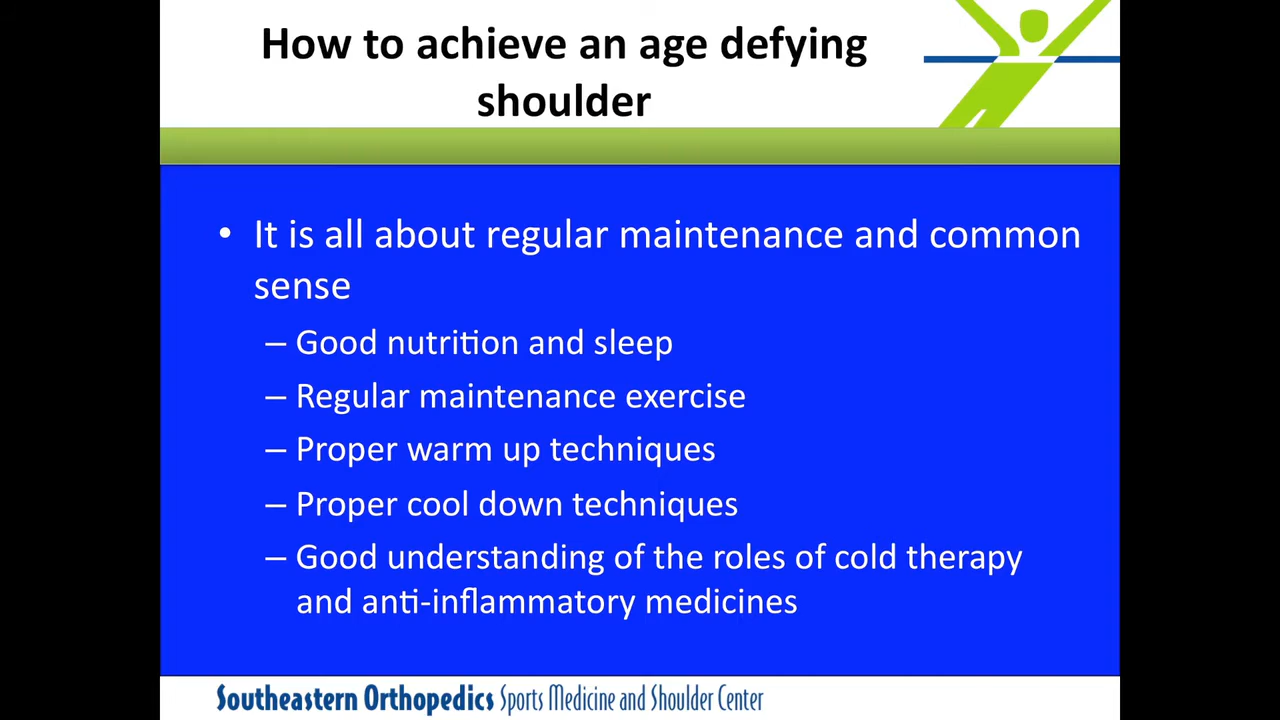 How to achieve an age defying
shoulder
• It is all about regular maintenance and common
sense
– Good nutrition and sleep
– Regular maintenance exercise
– Proper warm up techniques
– Proper cool down techniques
– Good understanding of the roles of cold therapy
and anti-inflammatory medicines
Southeastern Orthopedics Sports Medicine and Shoulder Center